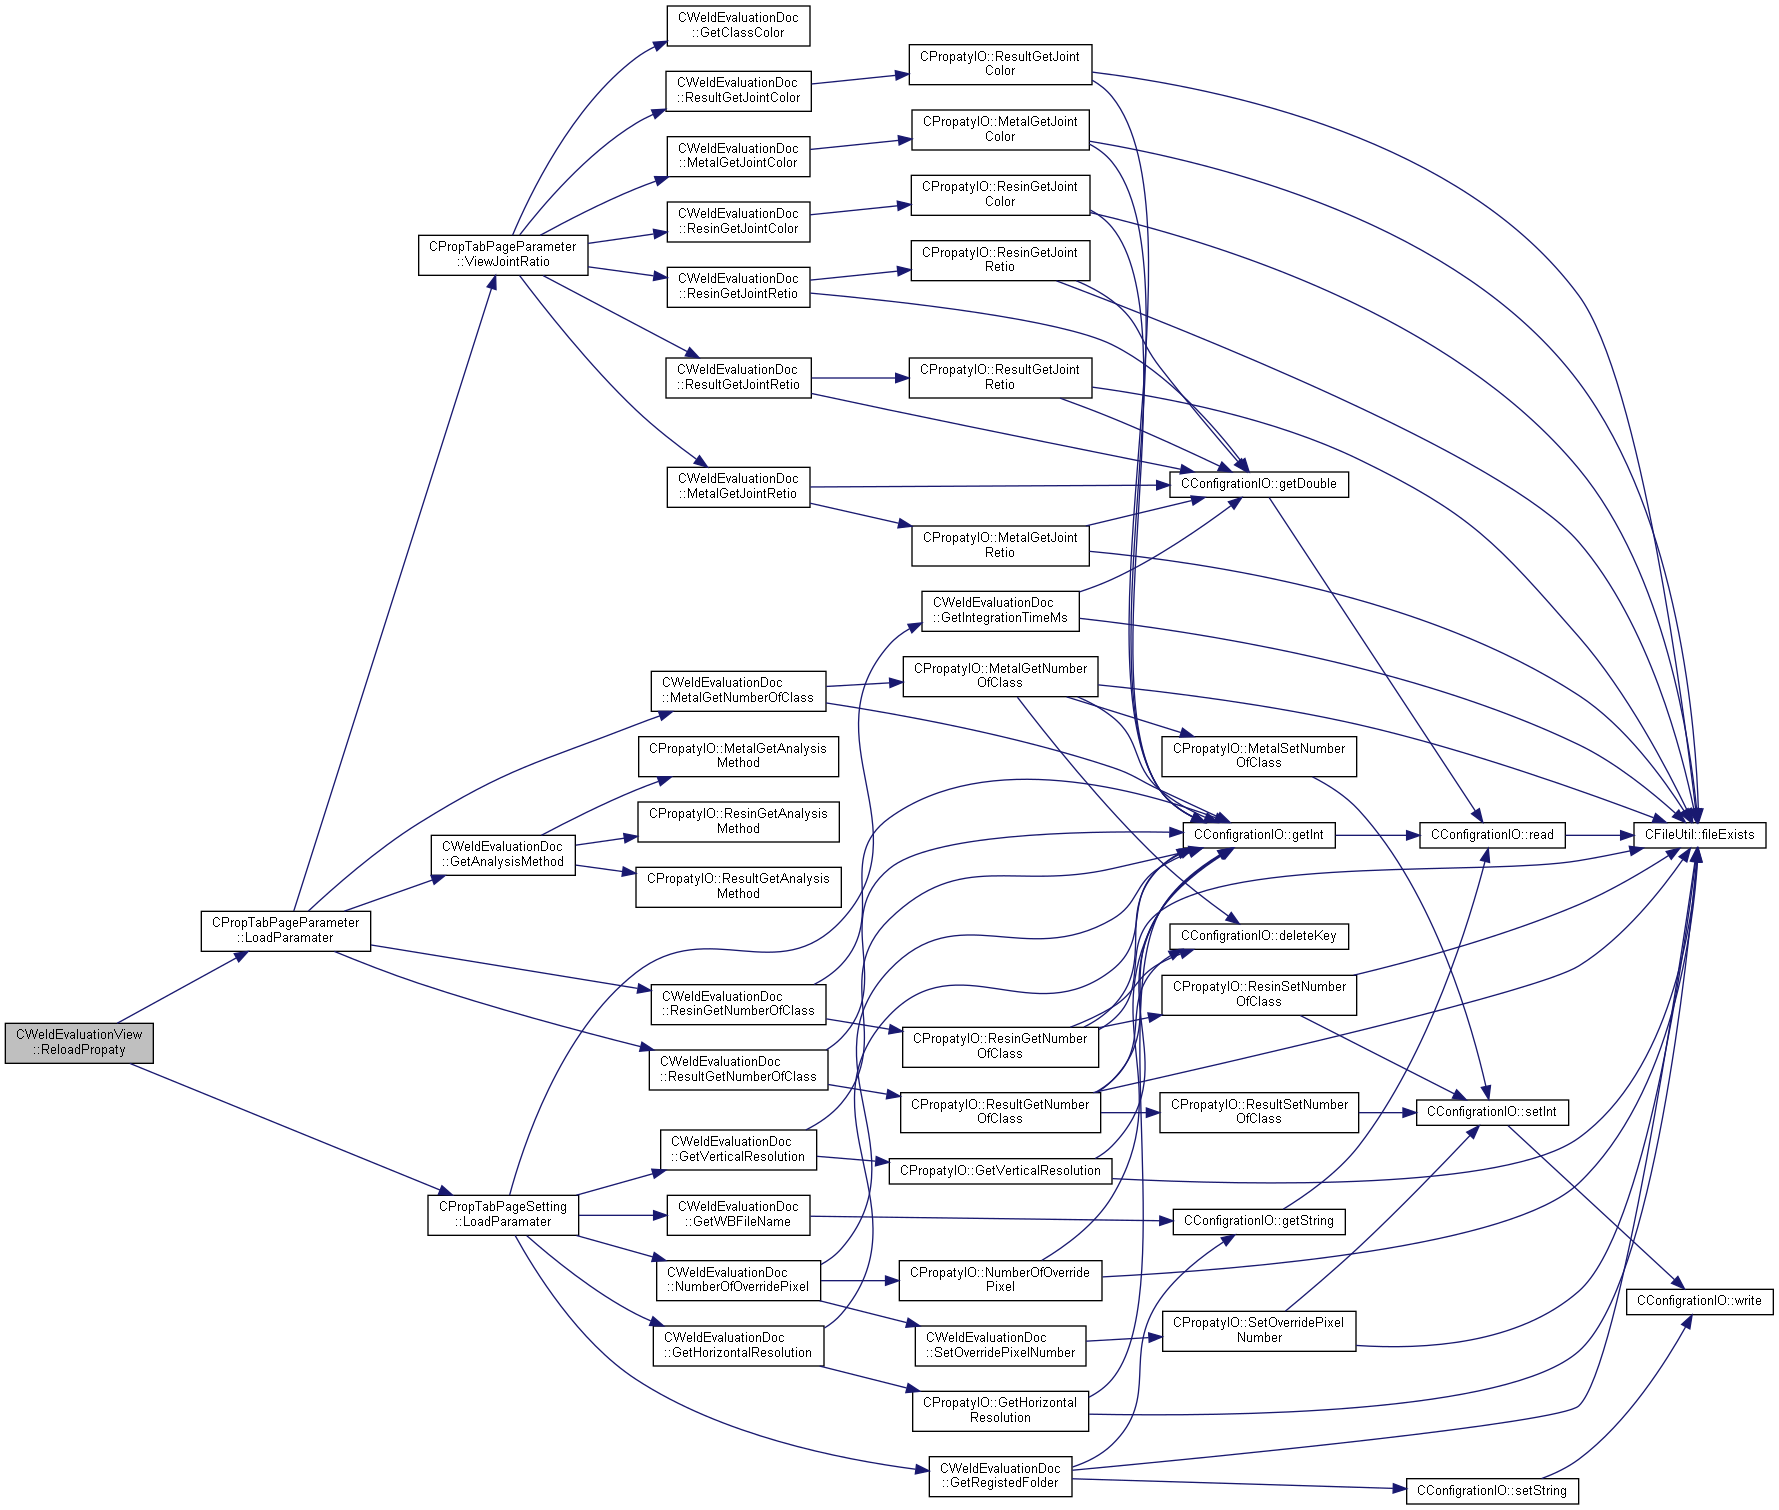 CWeldEvaluationView
::ReloadPropaty
CPropTabPageParameter
::LoadParamater
CPropTabPageParameter
::ViewJointRatio
CWeldEvaluationDoc
::GetAnalysisMethod
CPropTabPageSetting
::LoadParamater
CWeldEvaluationDoc
::GetClassColor
CWeldEvaluationDoc
::ResultGetJointColor
CWeldEvaluationDoc
::MetalGetJointColor
CWeldEvaluationDoc
::ResinGetJointColor
CWeldEvaluationDoc
::ResinGetJointRetio
CWeldEvaluationDoc
::ResultGetJointRetio
CWeldEvaluationDoc
::MetalGetJointRetio
CWeldEvaluationDoc
::MetalGetNumberOfClass
CPropatyIO::MetalGetAnalysis
Method
CPropatyIO::ResinGetAnalysis
Method
CPropatyIO::ResultGetAnalysis
Method
CWeldEvaluationDoc
::ResinGetNumberOfClass
CWeldEvaluationDoc
::ResultGetNumberOfClass
CWeldEvaluationDoc
::GetVerticalResolution
CWeldEvaluationDoc
::GetWBFileName
CWeldEvaluationDoc
::NumberOfOverridePixel
CWeldEvaluationDoc
::GetHorizontalResolution
CPropatyIO::ResultGetJoint
Color
CPropatyIO::MetalGetJoint
Color
CPropatyIO::ResinGetJoint
Color
CPropatyIO::ResinGetJoint
Retio
CPropatyIO::ResultGetJoint
Retio
CPropatyIO::MetalGetJoint
Retio
CWeldEvaluationDoc
::GetIntegrationTimeMs
CPropatyIO::MetalGetNumber
OfClass
CPropatyIO::ResinGetNumber
OfClass
CPropatyIO::ResultGetNumber
OfClass
CPropatyIO::GetVerticalResolution
CPropatyIO::NumberOfOverride
Pixel
CWeldEvaluationDoc
::SetOverridePixelNumber
CPropatyIO::GetHorizontal
Resolution
CWeldEvaluationDoc
::GetRegistedFolder
CConfigrationIO::getDouble
CPropatyIO::MetalSetNumber
OfClass
CConfigrationIO::getInt
CConfigrationIO::deleteKey
CPropatyIO::ResinSetNumber
OfClass
CPropatyIO::ResultSetNumber
OfClass
CConfigrationIO::getString
CPropatyIO::SetOverridePixel
Number
CConfigrationIO::read
CConfigrationIO::setInt
CConfigrationIO::setString
CFileUtil::fileExists
CConfigrationIO::write